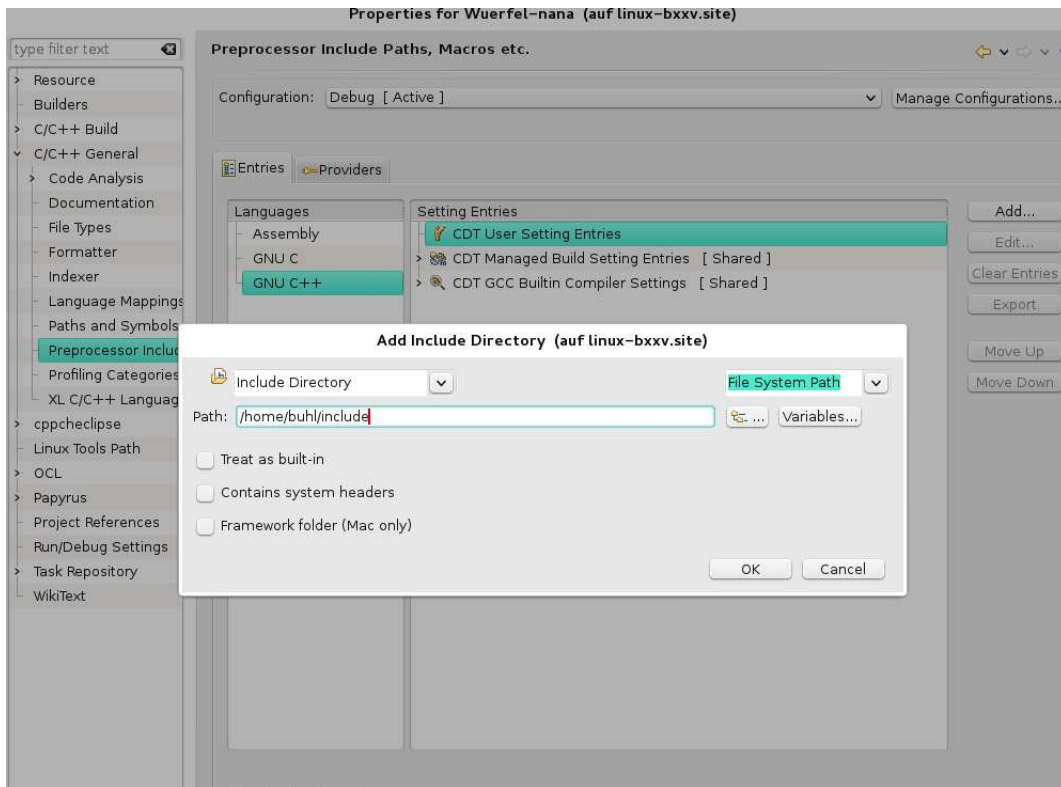 Properties for Wuerfel-nana (auf linux-bxxv.site)
type filter text
Resource
Builders
C/C++ Build
C/C++ General
Code Analysis
Documentation
File Types
Formatter
Indexer
Language Mappings
Paths and Symbols
Preprocessor Includ
Profiling Categories
XL C/C++ Languag
cppcheclipse
Linux Tools Path
OCL
Papyrus
Project References
Run/Debug Settings
Task Repository
WikiText
Preprocessor Include Paths, Macros etc.
Configuration: Debug [ Active ]
Manage Configurations..
Entries
Providers
Languages
Assembly
GNU C
GNU C++
Setting Entries
CDT User Setting Entries
CDT Managed Build Setting Entries [ Shared ]
CDT GCC Builtin Compiler Settings [ Shared ]
Add...
Edit...
Clear Entries
Export
Move Up
Move Down
Add Include Directory (auf linux-bxxv.site)
Include Directory
File System Path
Path: /home/buhl/include
...
Variables...
Treat as built-in
Contains system headers
Framework folder (Mac only)
OK
Cancel